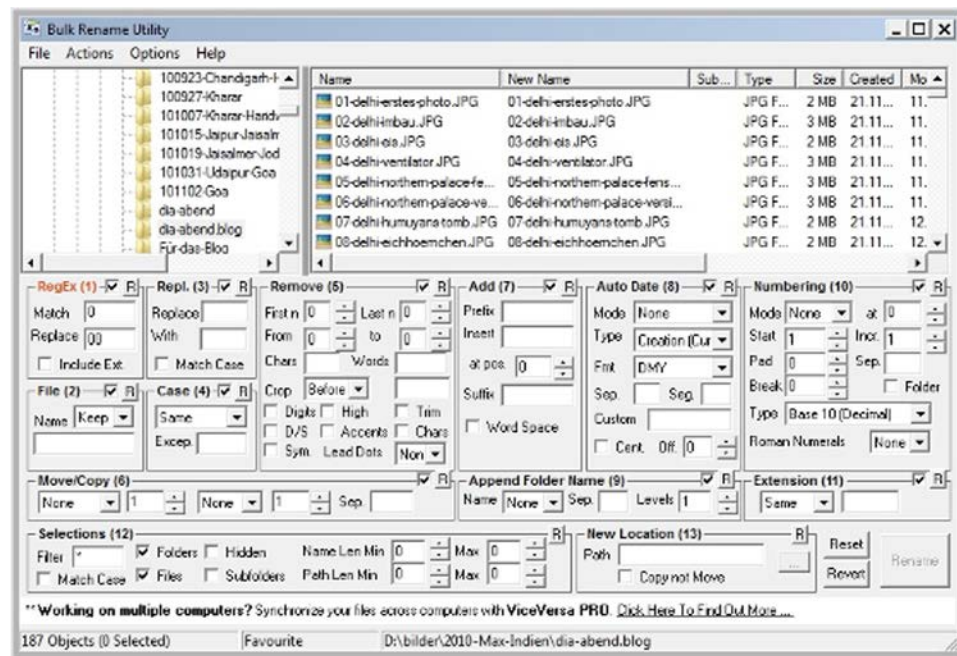 Bulk Rename Utility
File Actions Options Help
100923-Chandigarh-H
100927-Kharar
101007-Kharar-Handv
101015-Jaipur-Jaisalm
101019-Jaisalmer-Jod
101031-Udaipur-Goa
101102-Goa
dia-abend
dia-abend.blog
Für-das-Blog
Name New Name Sub... Type Size Created Mo
01-delhi-erstes-photo.JPG 01-delhi-erstes-photo.JPG JPG F... 2 MB 21.11... 11.
02-delhi-imbau.JPG 02-delhi-imbau.JPG JPG F... 3 MB 21.11... 11.
03-delhi-eis.JPG 03-delhi-eis.JPG JPG F... 2 MB 21.11... 11.
04-delhi-ventilator.JPG 04-delhi-ventilator.JPG JPG F... 3 MB 21.11... 11.
05-delhi-northern-palace-fe... 05-delhi-northern-palace-fens... JPG F... 3 MB 21.11... 11.
06-delhi-northern-palace-ve... 06-delhi-northern-palace-versi... JPG F... 3 MB 21.11... 11.
07-delhi-humuyans-tomb.JPG 07-delhi-humuyans-tomb.JPG JPG F... 2 MB 21.11... 12.
08-delhi-eichhoernchen.JPG 08-delhi-eichhoernchen.JPG JPG F... 2 MB 21.11... 12.
RegEx (1) R
Match 0
Replace 00
Include Ext.
Repl. (3) R
Replace
With
Match Case
Remove (5) R
First n 0 Last n 0
From 0 to 0
Chars Words
Crop Before
Digits High Trim
D/S Accents Chars
Sym. Lead Dots Non
Add (7) R
Prefix
Insert
at pos. 0
Suffix
Word Space
Auto Date (8) R
Mode None
Type Creation (Cur
Fmt DMY
Sep. Seg.
Custom
Cent. Off. 0
Numbering (10) R
Mode None at 0
Start 1 Incr. 1
Pad 0 Sep.
Break 0 Folder
Type Base 10 (Decimal)
Roman Numerals None
File (2) R
Name Keep
Case (4) R
Same
Excep.
Move/Copy (6) R
None 1 None 1 Sep.
Append Folder Name (9) R
Name None Sep. Levels 1
Extension (11) R
Same
Selections (12) R
Filter * Folders Hidden Name Len Min 0 Max 0
Match Case Files Subfolders Path Len Min 0 Max 0
New Location (13) R
Path ...
Copy not Move
Reset
Revert
Rename
** Working on multiple computers? Synchronize your files across computers with ViceVersa PRO. Click Here To Find Out More ...
187 Objects (0 Selected) Favourite D:\bilder\2010-Max-Indien\dia-abend.blog